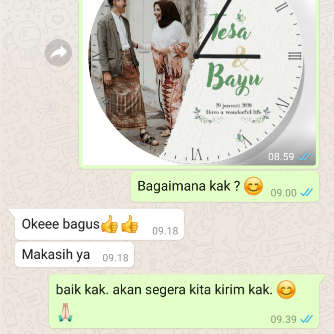 Tesa
&
Bayu
20 januari 2020
Have a wonderful life
08.59
Bagaimana kak ? 😊
09.00
Okeee bagus👍👍
09.18
Makasih ya
09.18
baik kak. akan segera kita kirim kak. 😊
🙏🏻
09.39